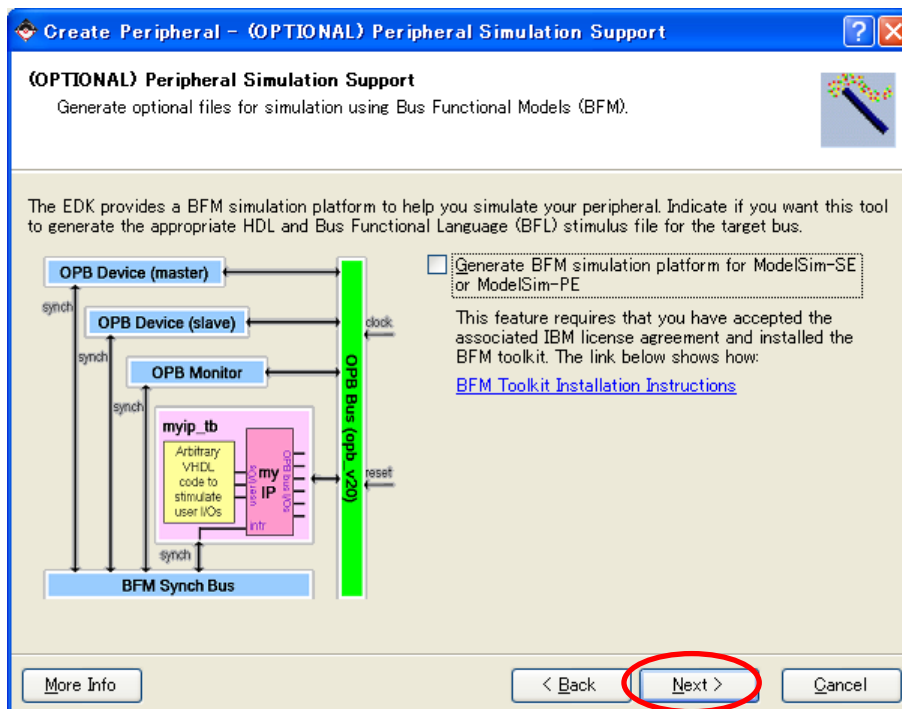 Create Peripheral - (OPTIONAL) Peripheral Simulation Support
(OPTIONAL) Peripheral Simulation Support
Generate optional files for simulation using Bus Functional Models (BFM).
The EDK provides a BFM simulation platform to help you simulate your peripheral. Indicate if you want this tool
to generate the appropriate HDL and Bus Functional Language (BFL) stimulus file for the target bus.
OPB Device (master)
synch
OPB Device (slave)
synch
OPB Monitor
synch
myip_tb
Arbitrary
VHDL
code to
stimulate
user I/Os
user I/Os
my
IP
OPB bus I/Os
intr
synch
BFM Synch Bus
OPB Bus (opb_v20)
clock
reset
Generate BFM simulation platform for ModelSim-SE
or ModelSim-PE
This feature requires that you have accepted the
associated IBM license agreement and installed the
BFM toolkit. The link below shows how:
BFM Toolkit Installation Instructions
More Info
< Back
Next >
Cancel